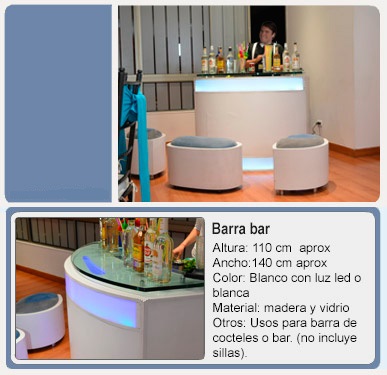 Barra bar
Altura: 110 cm aprox
Ancho:140 cm aprox
Color: Blanco con luz led o
blanca
Material: madera y vidrio
Otros: Usos para barra de
cocteles o bar. (no incluye
sillas).